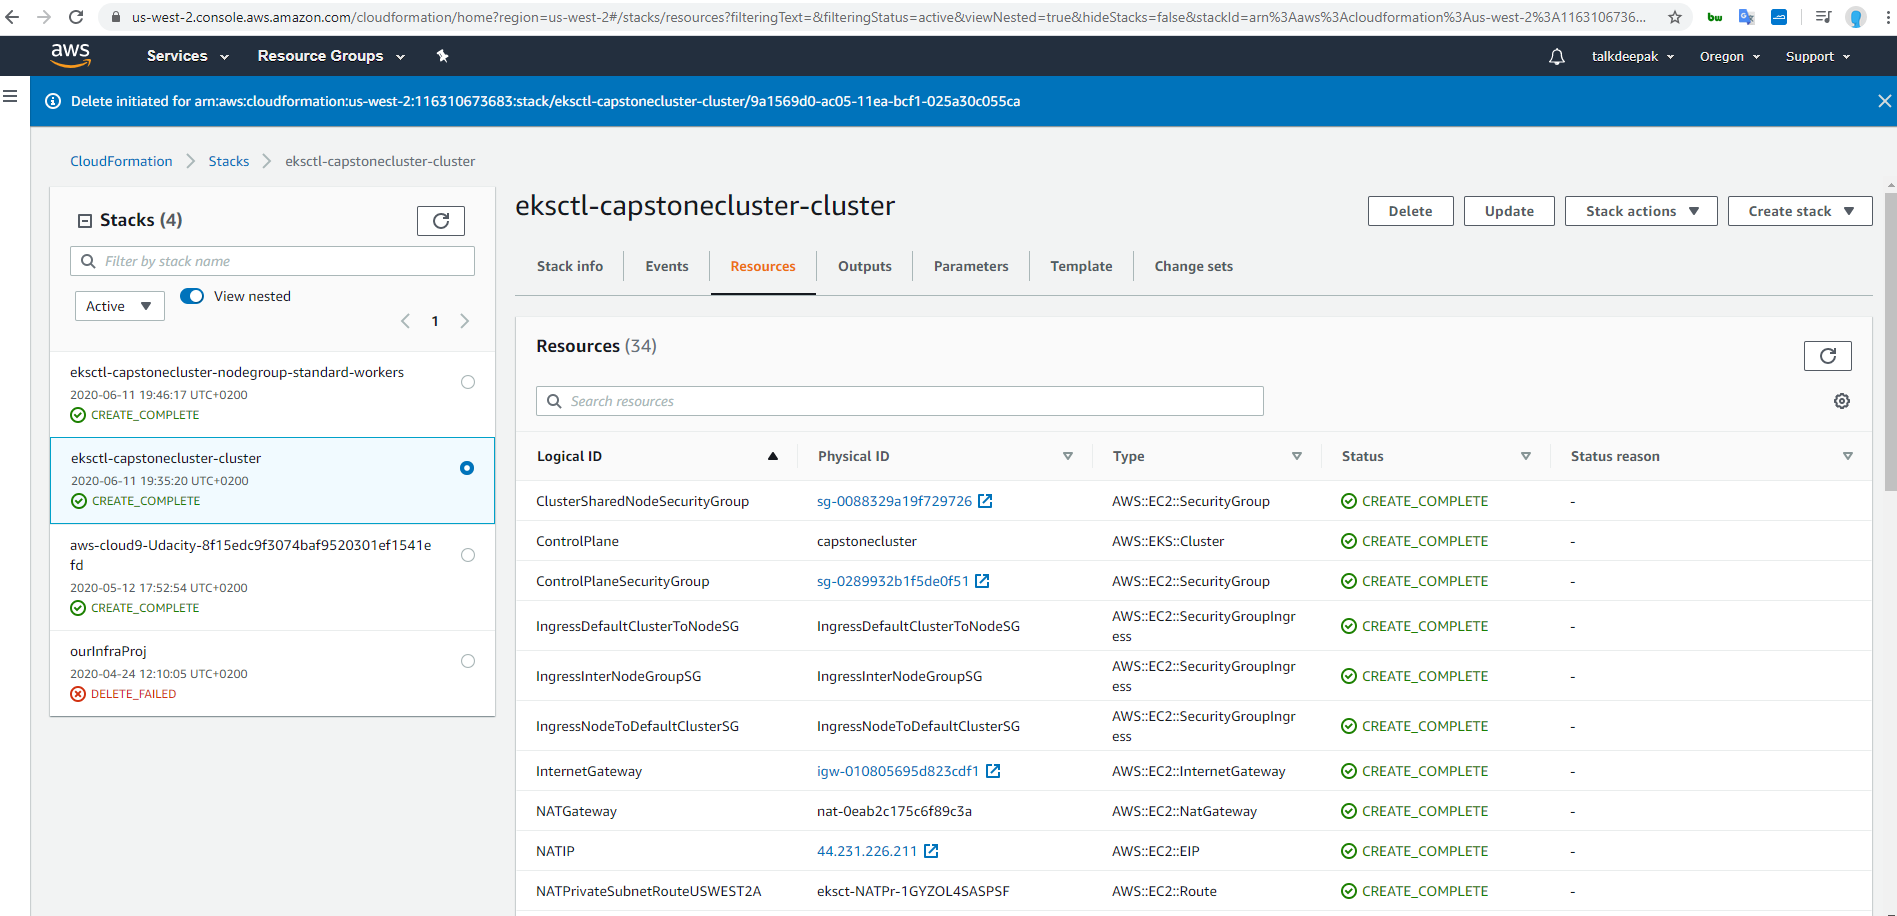 us-west-2.console.aws.amazon.com/cloudformation/home?region=us-west-2#/stacks/resources?filteringText=&filteringStatus=active&viewNested=true&hideStacks=false&stackId=arn%3Aaws%3Acloudformation%3Aus-west-2%3A1163106736...
aws Services Resource Groups talkdeepak Oregon Support
Delete initiated for arn:aws:cloudformation:us-west-2:116310673683:stack/eksctl-capstonecluster-cluster/9a1569d0-ac05-11ea-bcf1-025a30c055ca
CloudFormation Stacks eksctl-capstonecluster-cluster
Stacks (4)
Filter by stack name
Active View nested
1
eksctl-capstonecluster-nodegroup-standard-workers
2020-06-11 19:46:17 UTC+0200
CREATE_COMPLETE
eksctl-capstonecluster-cluster
2020-06-11 19:35:20 UTC+0200
CREATE_COMPLETE
aws-cloud9-Udacity-8f15edc9f3074baf9520301ef1541e
fd
2020-05-12 17:52:54 UTC+0200
CREATE_COMPLETE
ourInfraProj
2020-04-24 12:10:05 UTC+0200
DELETE_FAILED
eksctl-capstonecluster-cluster
Delete Update Stack actions Create stack
Stack info Events Resources Outputs Parameters Template Change sets
Resources (34)
Search resources
Logical ID Physical ID Type Status Status reason
ClusterSharedNodeSecurityGroup sg-0088329a19f729726 AWS::EC2::SecurityGroup CREATE_COMPLETE -
ControlPlane capstonecluster AWS::EKS::Cluster CREATE_COMPLETE -
ControlPlaneSecurityGroup sg-0289932b1f5de0f51 AWS::EC2::SecurityGroup CREATE_COMPLETE -
IngressDefaultClusterToNodeSG IngressDefaultClusterToNodeSG AWS::EC2::SecurityGroupIngr
ess CREATE_COMPLETE -
IngressInterNodeGroupSG IngressInterNodeGroupSG AWS::EC2::SecurityGroupIngr
ess CREATE_COMPLETE -
IngressNodeToDefaultClusterSG IngressNodeToDefaultClusterSG AWS::EC2::SecurityGroupIngr
ess CREATE_COMPLETE -
InternetGateway igw-010805695d823cdf1 AWS::EC2::InternetGateway CREATE_COMPLETE -
NATGateway nat-0eab2c175c6f89c3a AWS::EC2::NatGateway CREATE_COMPLETE -
NATIP 44.231.226.211 AWS::EC2::EIP CREATE_COMPLETE -
NATPrivateSubnetRouteUSWEST2A eksct-NATPr-1GYZOL4SASPSF AWS::EC2::Route CREATE_COMPLETE -